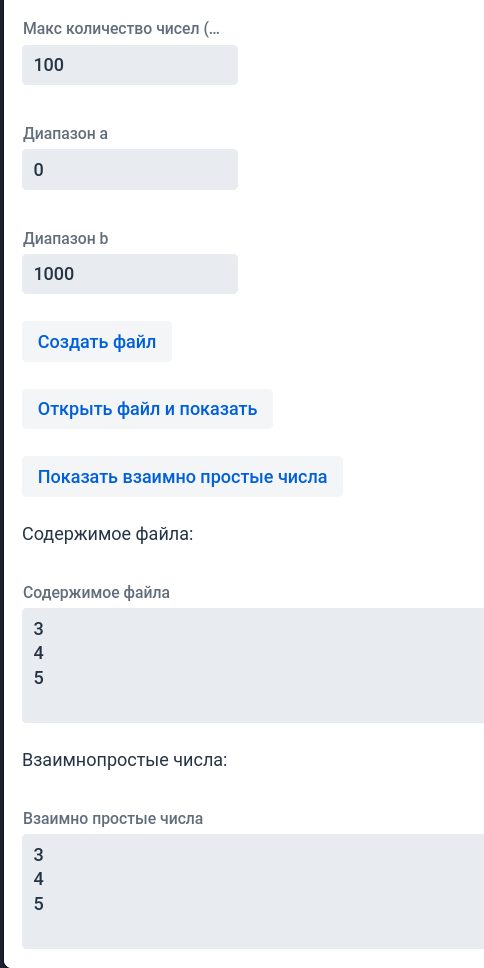 Макс количество чисел (...
100
Диапазон a
0
Диапазон b
1000
Создать файл
Открыть файл и показать
Показать взаимно простые числа
Содержимое файла:
Содержимое файла
3
4
5
Взаимнопростые числа:
Взаимно простые числа
3
4
5